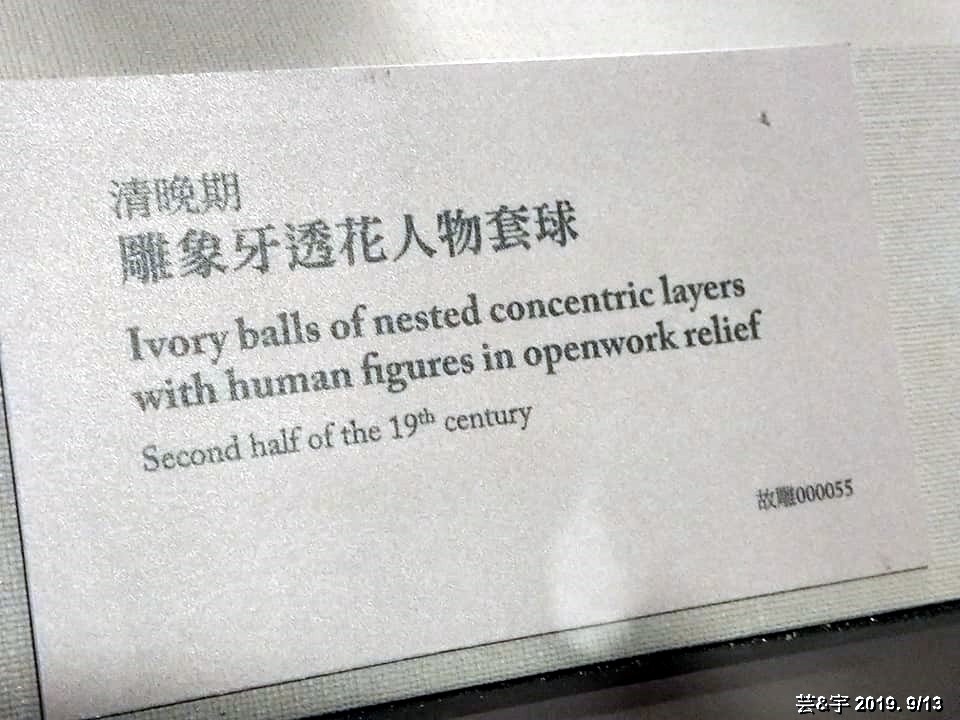 清晚期
雕象牙透花人物套球
Ivory balls of nested concentric layers
with human figures in openwork relief
Second half of the 19th century
故雕000055
芸&宇 2019. 9/13